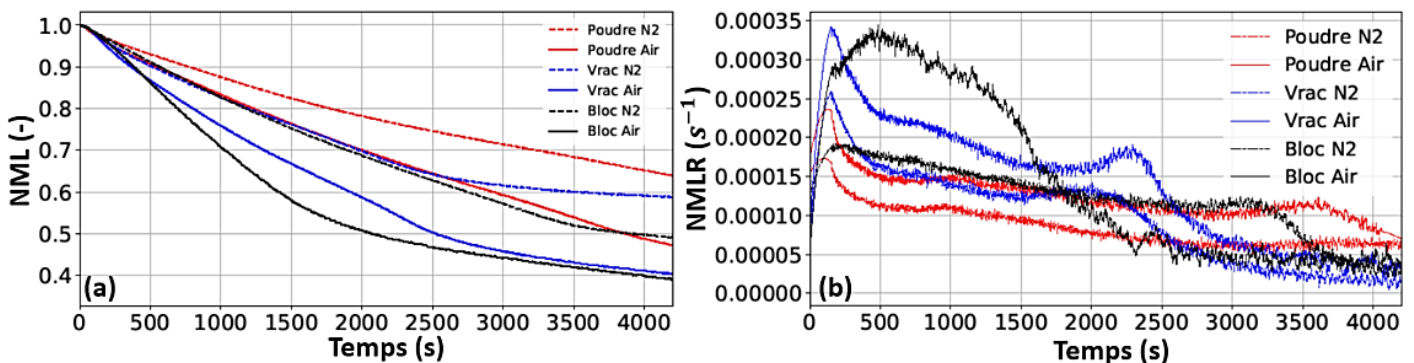 NML (-)
1.0
0.9
0.8
0.7
0.6
0.5
0.4
Poudre N2
Poudre Air
Vrac N2
Vrac Air
Bloc N2
Bloc Air
(a)
0 500 1000 1500 2000 2500 3000 3500 4000
Temps (s)
NMLR (s⁻¹)
0.00035
0.00030
0.00025
0.00020
0.00015
0.00010
0.00005
0.00000
Poudre N2
Poudre Air
Vrac N2
Vrac Air
Bloc N2
Bloc Air
(b)
0 500 1000 1500 2000 2500 3000 3500 4000
Temps (s)